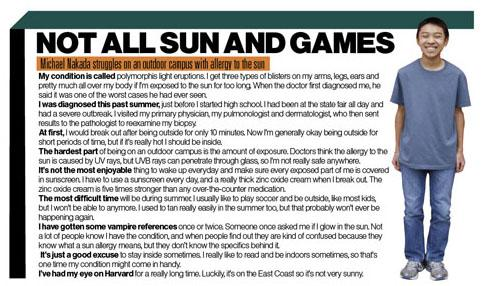 NOT ALL SUN AND GAMES
Michael Nakada struggles on an outdoor campus with allergy to the sun
My condition is called polymorphis light eruptions. I get three types of blisters on my arms, legs, ears and
pretty much all over my body if I'm exposed to the sun for too long. When the doctor first diagnosed me, he
said it was one of the worst cases he had ever seen.
I was diagnosed this past summer, just before I started high school. I had been at the state fair all day and
had a severe outbreak. I visited my primary physician, my pulmonologist and dermatologist, who then sent
results to the pathologist to reexamine my biopsy.
At first, I would break out after being outside for only 10 minutes. Now I'm generally okay being outside for
short periods of time, but if it's really hot I should be inside.
The hardest part of being on an outdoor campus is the amount of exposure. Doctors think the allergy to the
sun is caused by UV rays, but UVB rays can penetrate through glass, so I'm not really safe anywhere.
It's not the most enjoyable thing to wake up everyday and make sure every exposed part of me is covered
in sunscreen. I have to use a sunscreen every day, and a really thick zinc oxide cream when I break out. The
zinc oxide cream is five times stronger than any over-the-counter medication.
The most difficult time will be during summer. I usually like to play soccer and be outside, like most kids,
but I won't be able to anymore. I used to tan really easily in the summer too, but that probably won't ever be
happening again.
I have gotten some vampire references once or twice. Someone once asked me if I glow in the sun. Not
a lot of people know I have the condition, and when people find out they are kind of confused because they
know what a sun allergy means, but they don't know the specifics behind it.
It's just a good excuse to stay inside sometimes. I really like to read and be indoors sometimes, so that's
one time my condition might come in handy.
I've had my eye on Harvard for a really long time. Luckily, it's on the East Coast so it's not very sunny.